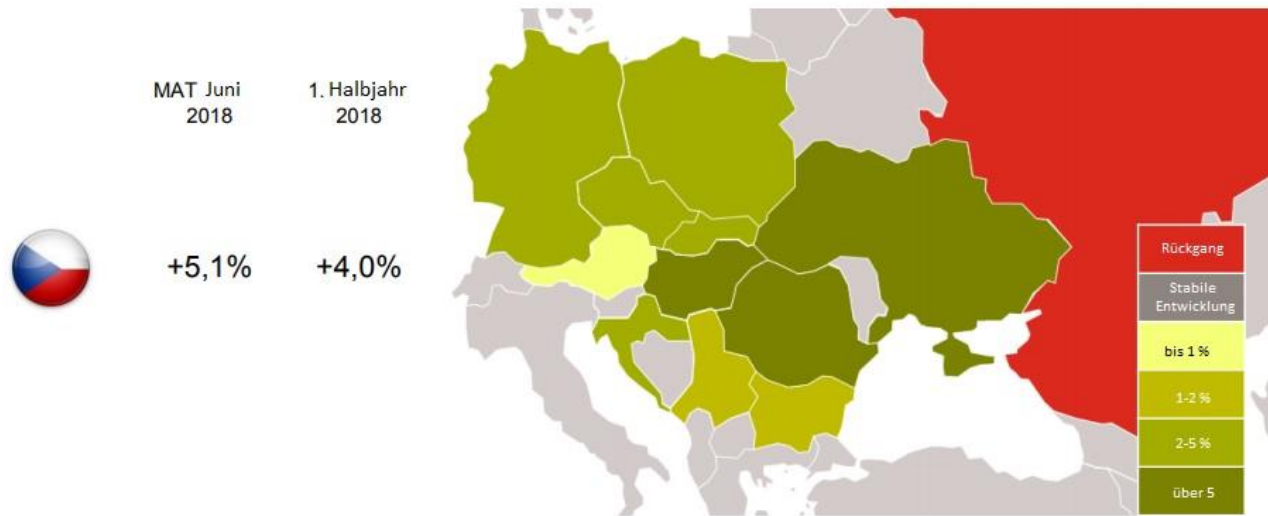 MAT Juni
2018
1. Halbjahr
2018
+5,1%
+4,0%
Rückgang
Stabile
Entwicklung
bis 1 %
1-2 %
2-5 %
über 5